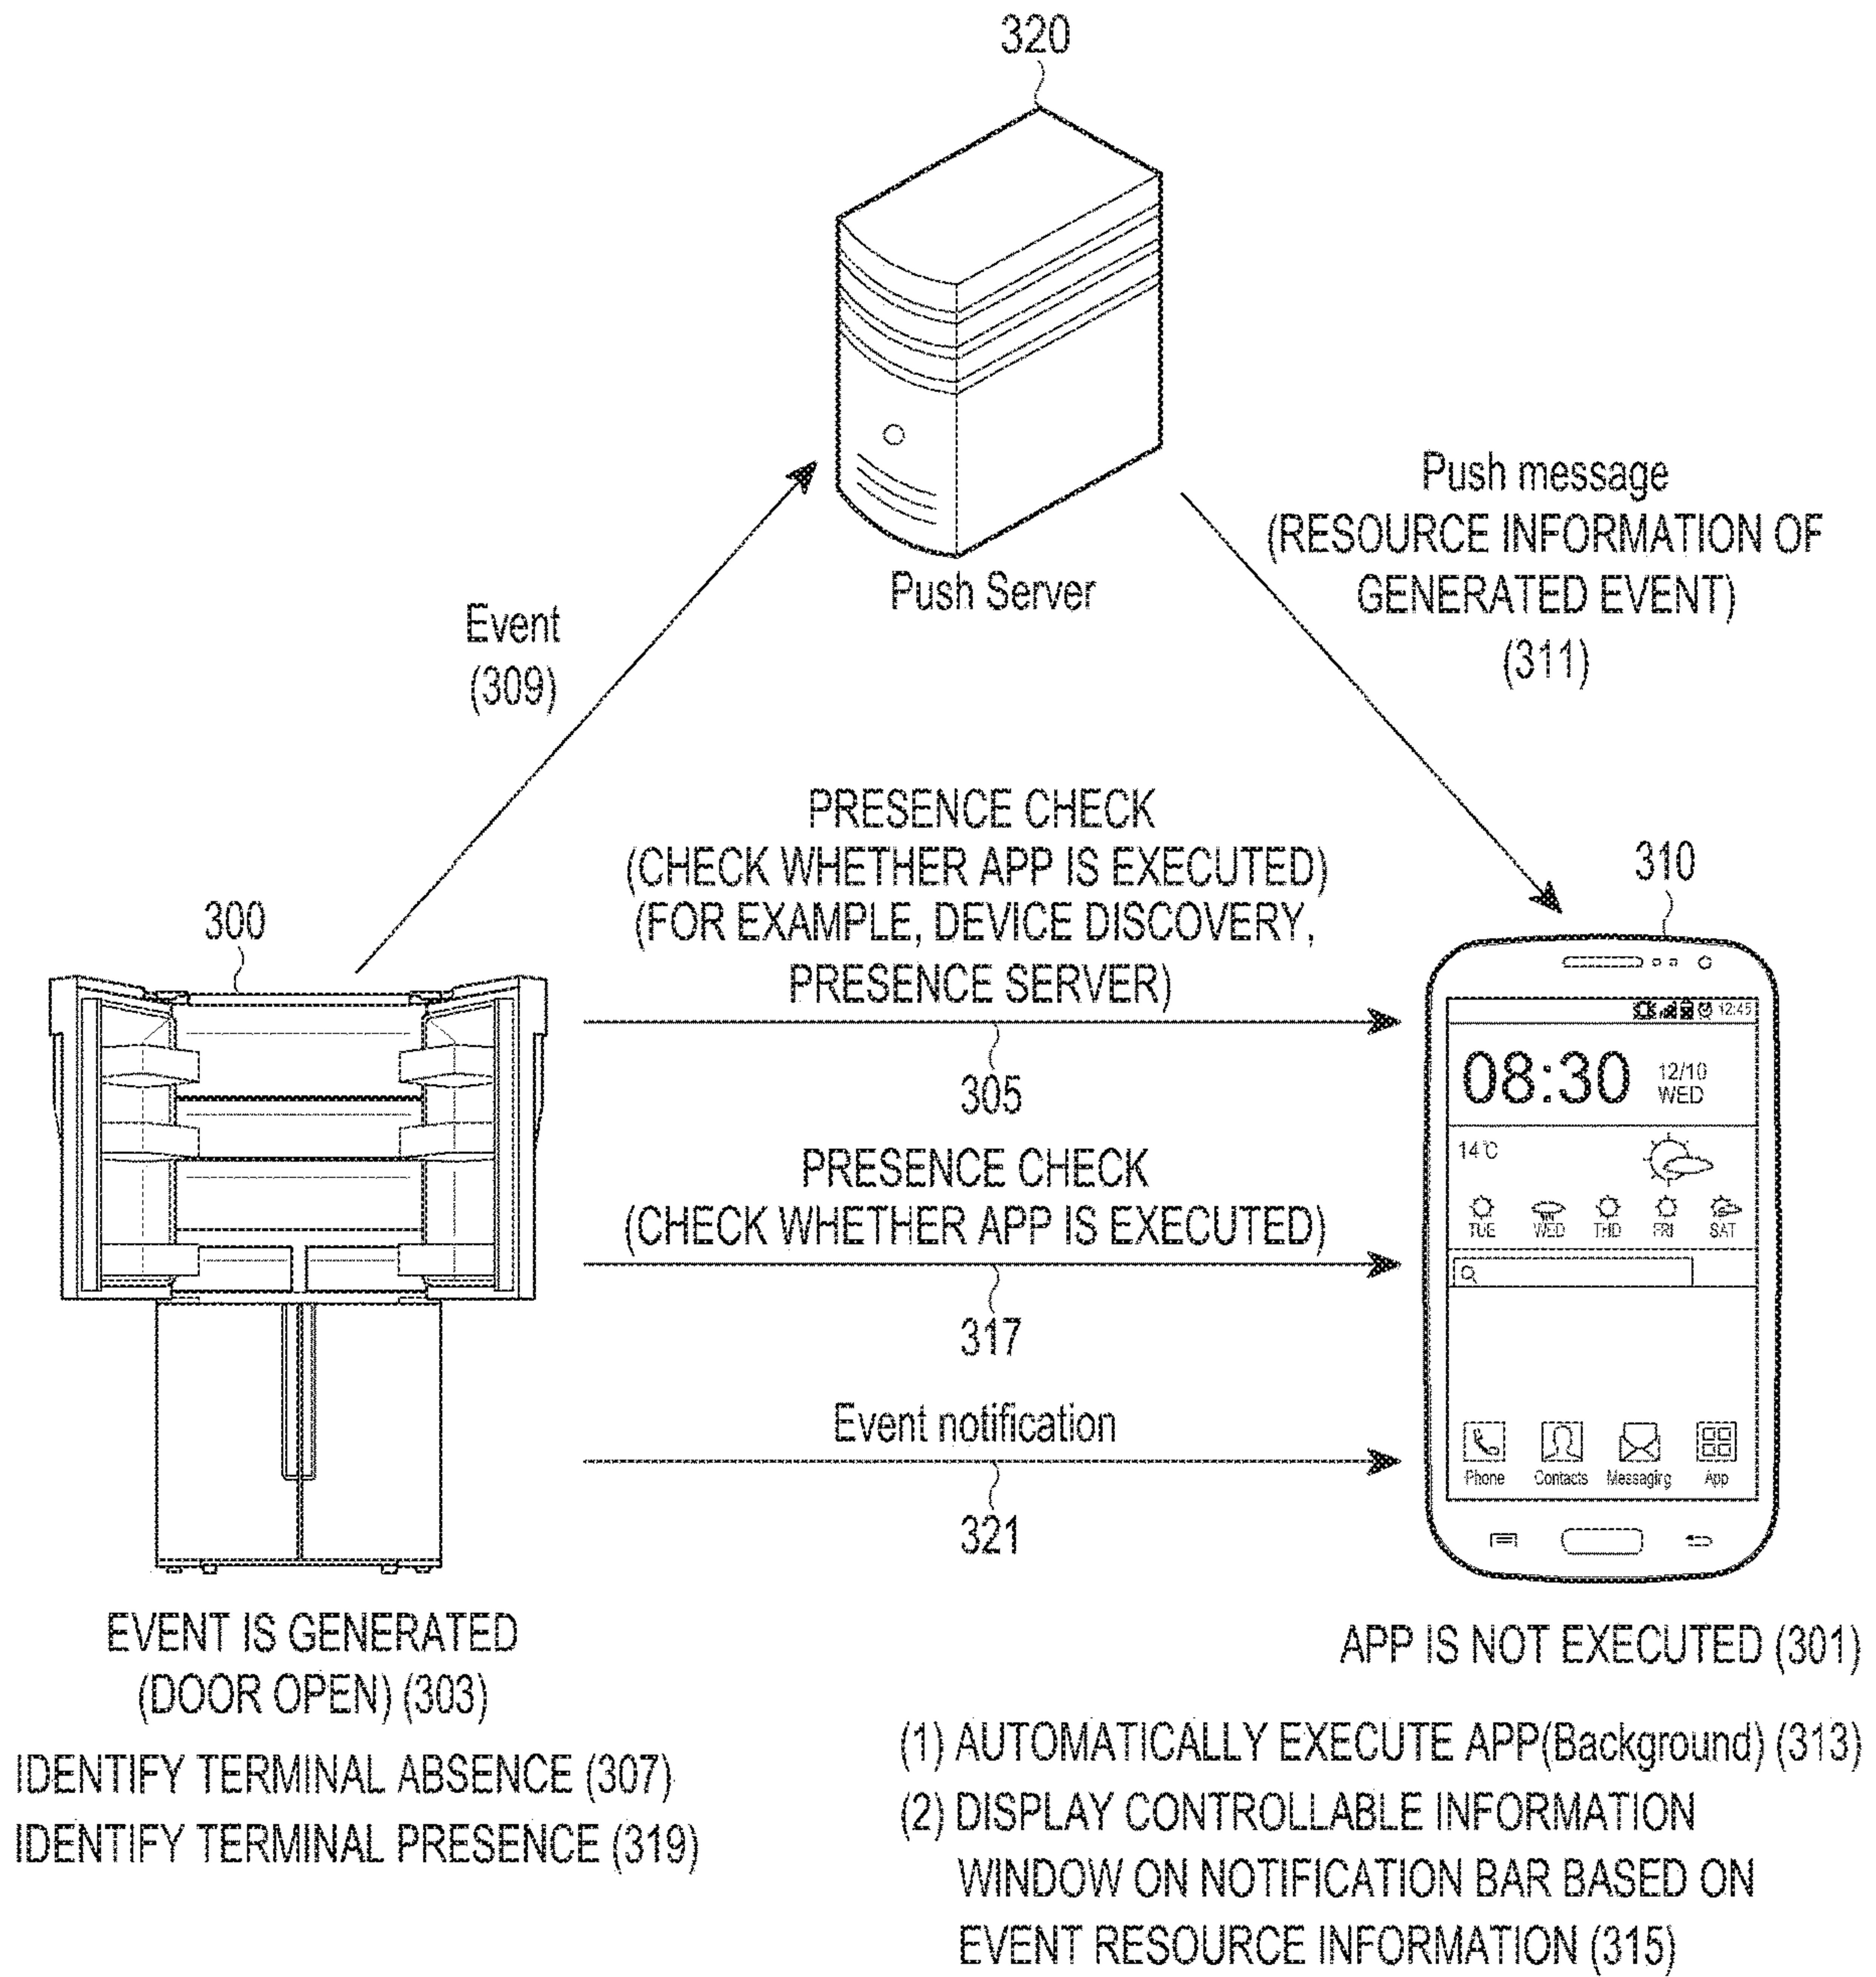 320
Push Server
Push message
(RESOURCE INFORMATION OF
GENERATED EVENT)
(311)
Event
(309)
PRESENCE CHECK
(CHECK WHETHER APP IS EXECUTED)
(FOR EXAMPLE, DEVICE DISCOVERY,
PRESENCE SERVER)
305
300
310
12:45
08:30
12/10
WED
14°C
TUE
WED
THD
FRI
SAT
PRESENCE CHECK
(CHECK WHETHER APP IS EXECUTED)
317
Event notification
321
Phone
Contacts
Messaging
App
EVENT IS GENERATED
(DOOR OPEN) (303)
IDENTIFY TERMINAL ABSENCE (307)
IDENTIFY TERMINAL PRESENCE (319)
APP IS NOT EXECUTED (301)
(1) AUTOMATICALLY EXECUTE APP(Background) (313)
(2) DISPLAY CONTROLLABLE INFORMATION
WINDOW ON NOTIFICATION BAR BASED ON
EVENT RESOURCE INFORMATION (315)